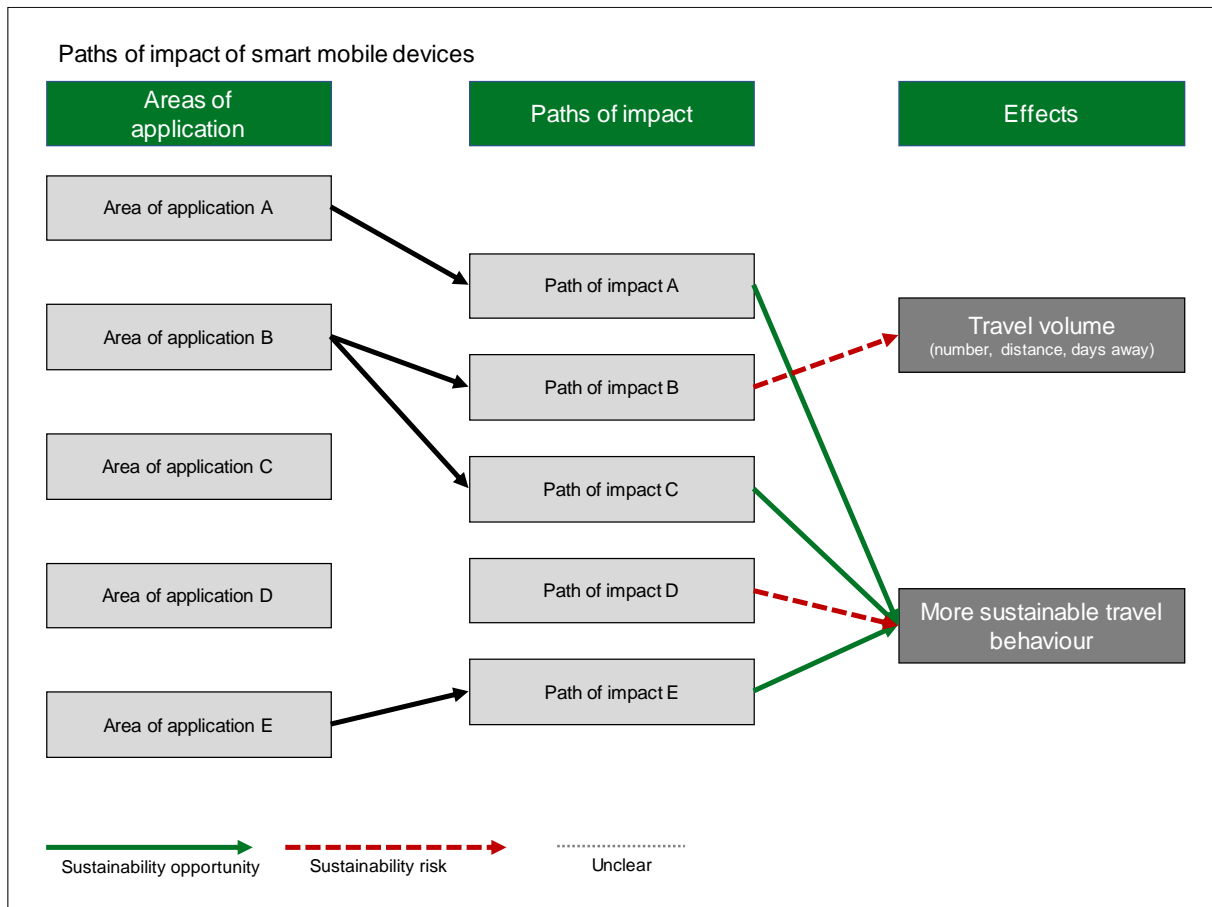 Paths of impact of smart mobile devices
Areas of
application
Paths of impact
Effects
Area of application A
Area of application B
Area of application C
Area of application D
Area of application E
Path of impact A
Path of impact B
Path of impact C
Path of impact D
Path of impact E
Travel volume
(number, distance, days away)
More sustainable travel
behaviour
Sustainability opportunity
Sustainability risk
Unclear